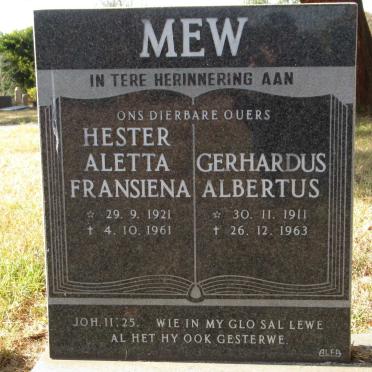 MEW
IN TERE HERINNERING AAN
ONS DIERBARE OUERS
HESTER
ALETTA
FRANSIENA
☆ 29. 9. 1921
† 4. 10. 1961
GERHARDUS
ALBERTUS
☆ 30. 11. 1911
† 26. 12. 1963
JOH. 11: 25. WIE IN MY GLO SAL LEWE
AL HET HY OOK GESTERWE.